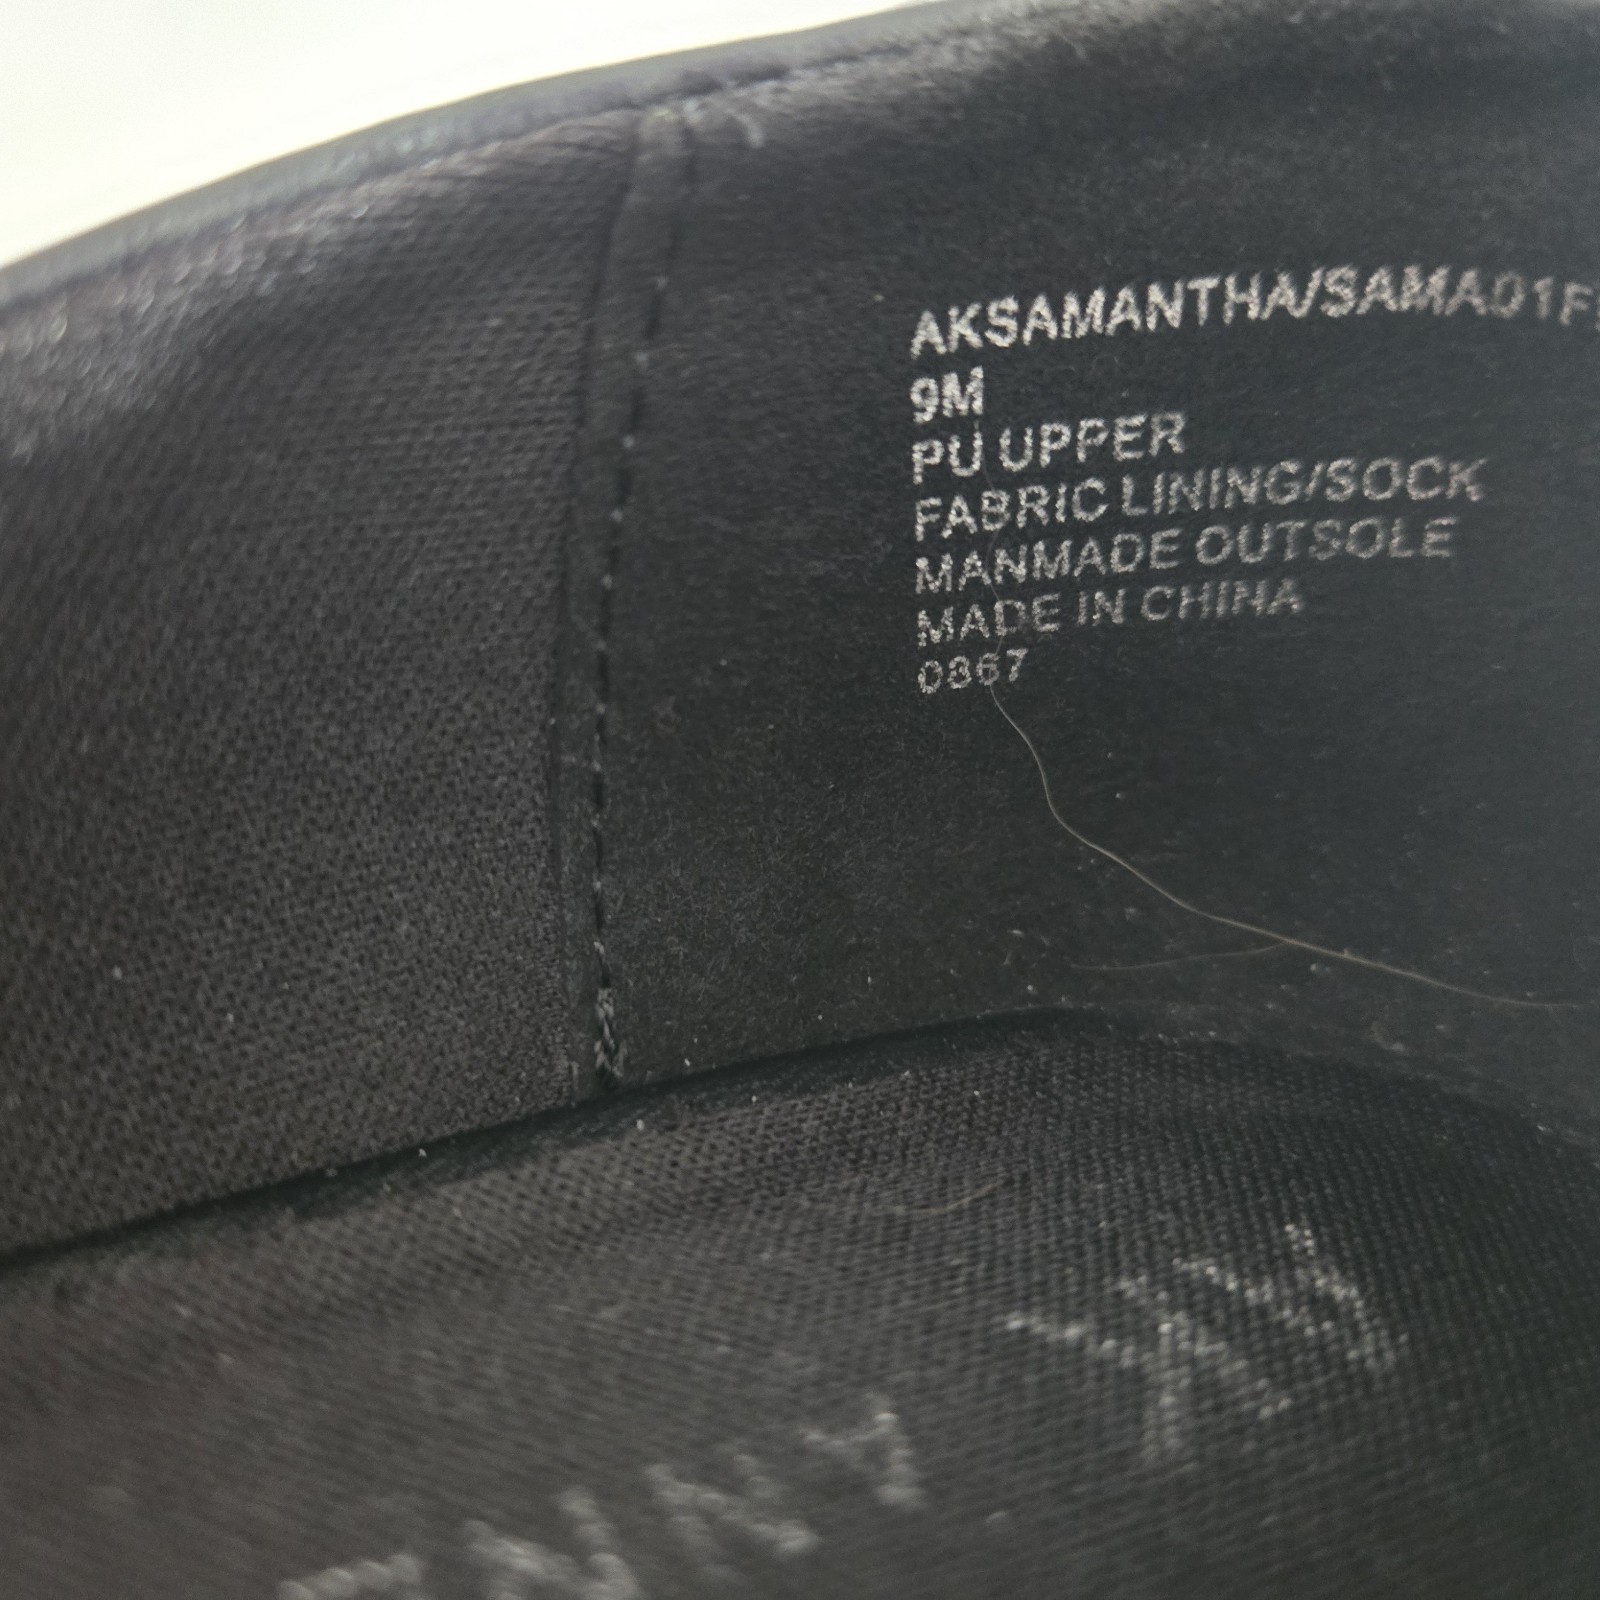 AKSAMANTHA/SAMA01F
9M
PU UPPER
FABRIC LINING/SOCK
MANMADE OUTSOLE
MADE IN CHINA
0367